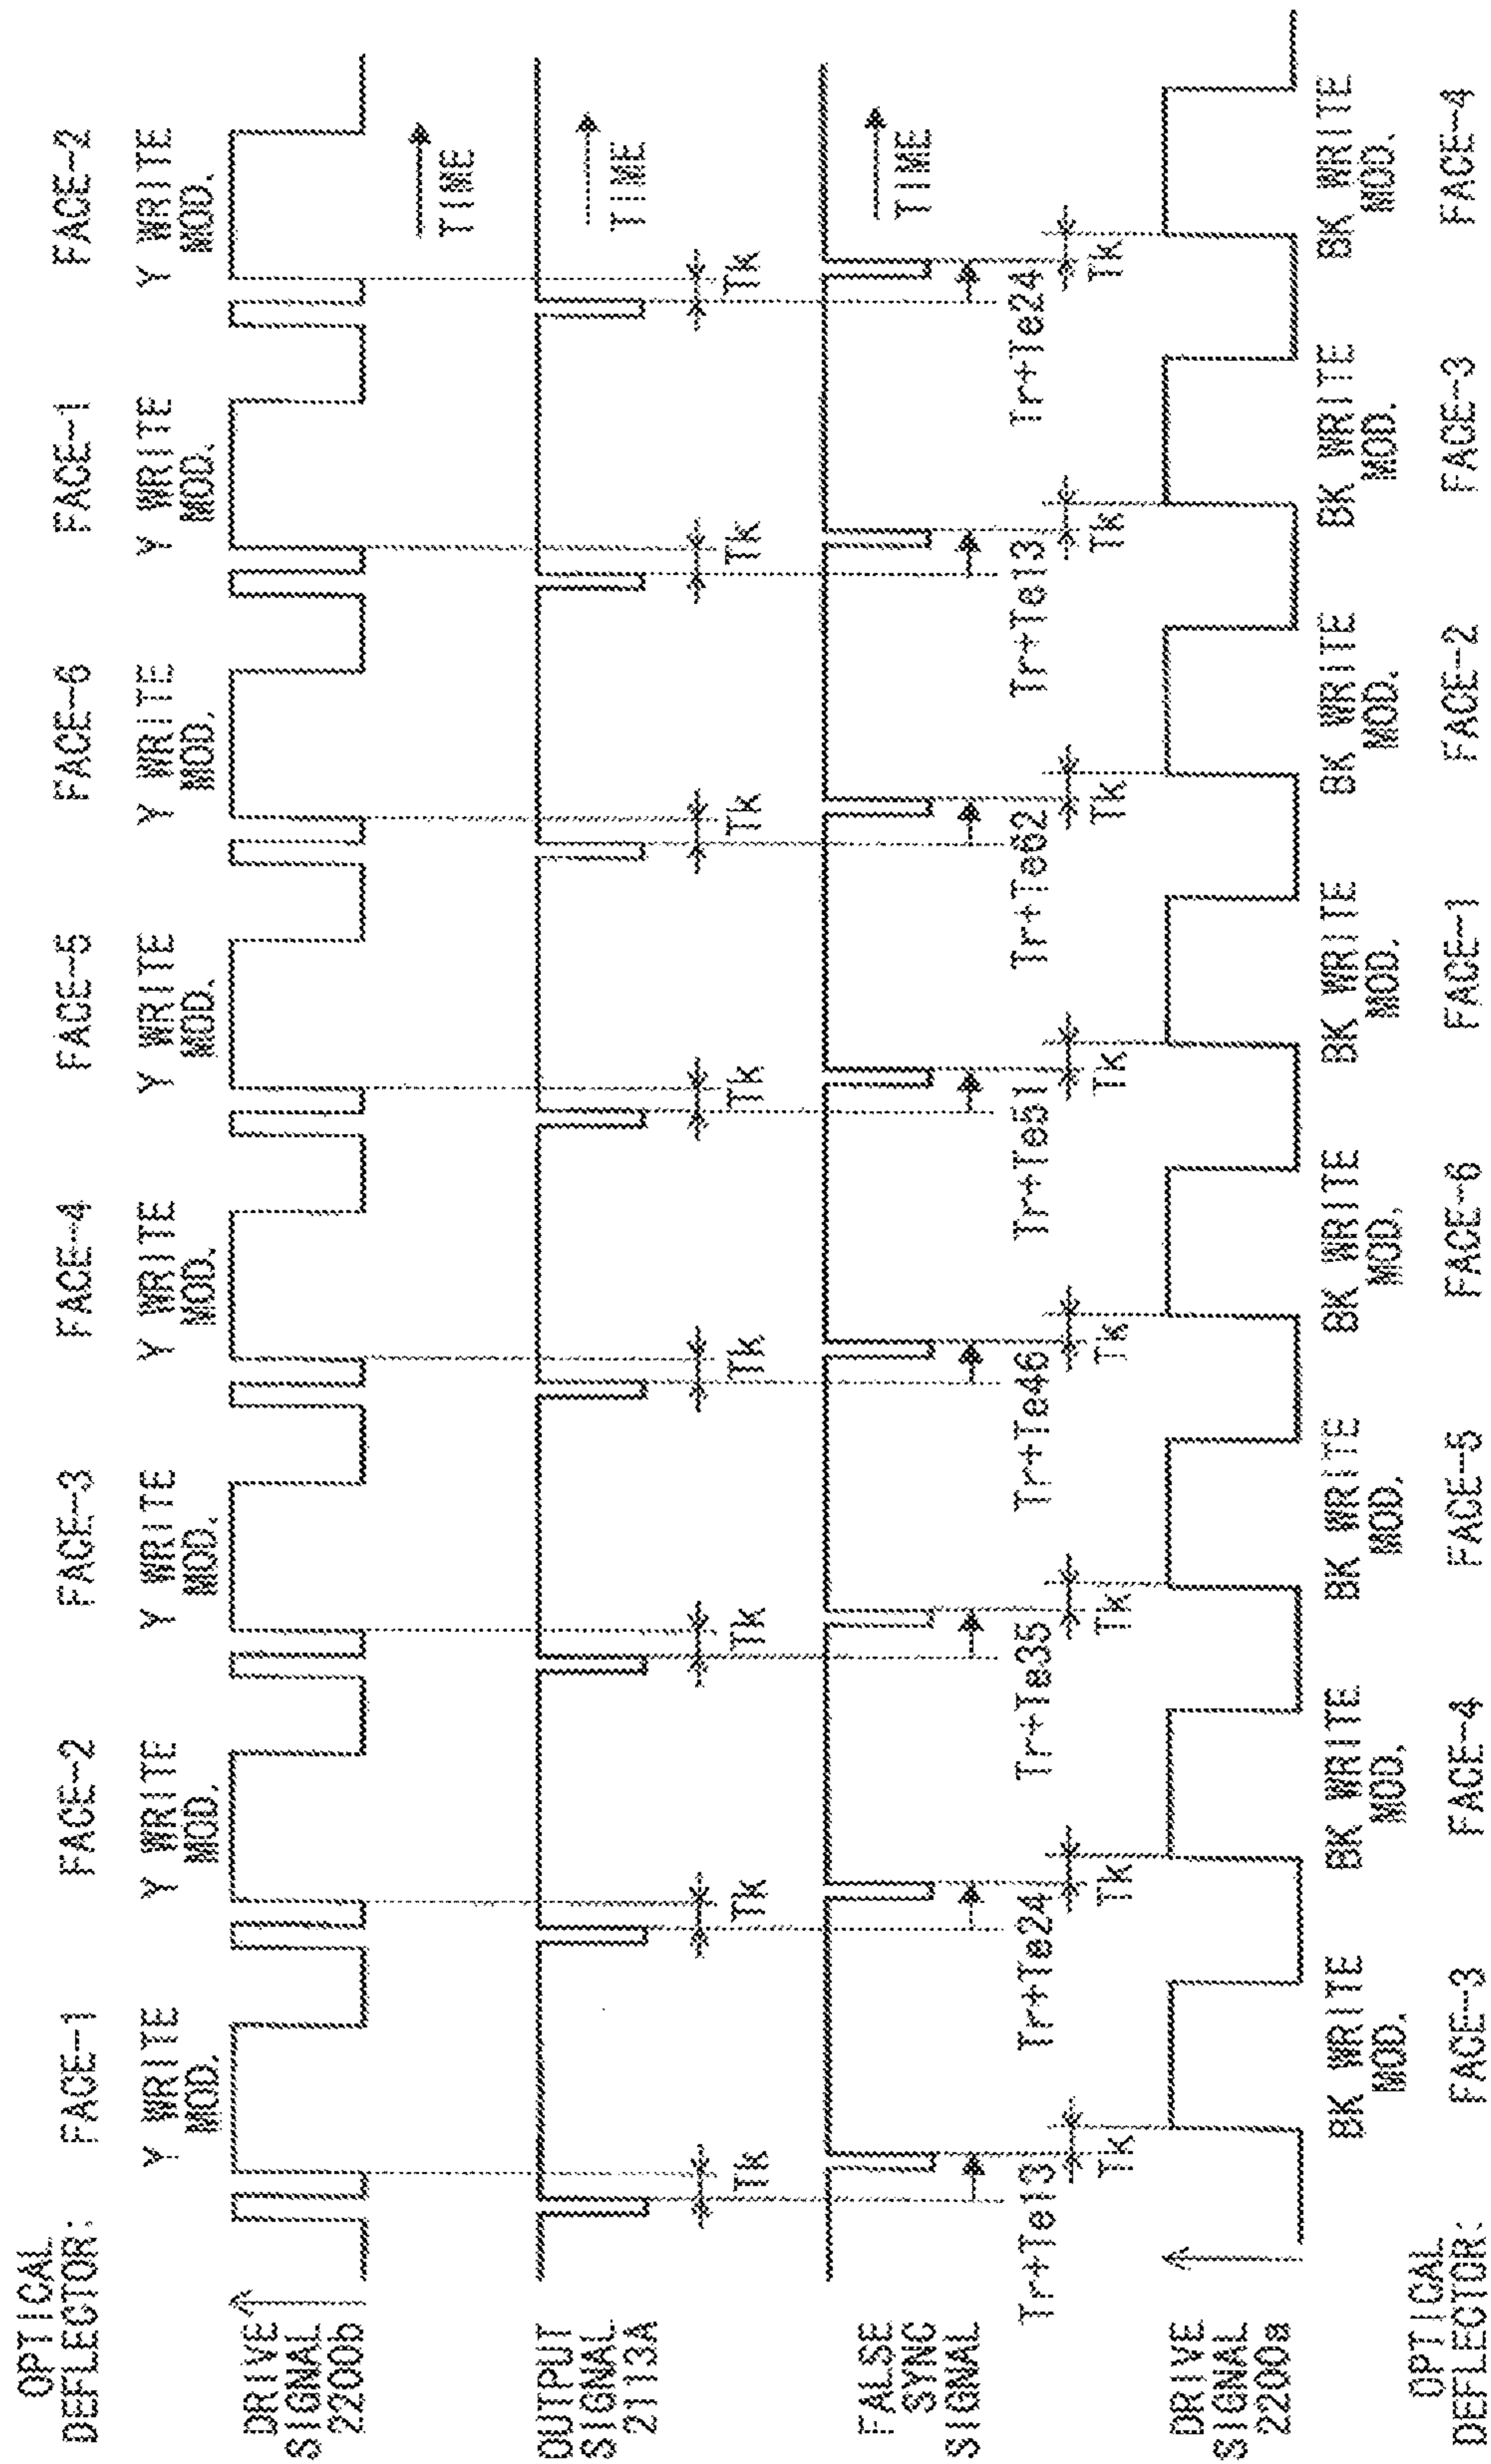 OPTICAL
DEFLECTOR:
FACE-1
FACE-2
FACE-3
FACE-4
FACE-5
FACE-6
FACE-1
FACE-2
Y WRITE
MOD.
Y WRITE
MOD.
Y WRITE
MOD.
Y WRITE
MOD.
Y WRITE
MOD.
Y WRITE
MOD.
Y WRITE
MOD.
Y WRITE
MOD.
DRIVE
SIGNAL
2200b
TIME
OUTPUT
SIGNAL
2113A
TIME
Tk
Tk
Tk
Tk
Tk
Tk
Tk
Tk
FALSE
SYNC
SIGNAL
TIME
Tr+Te13
Tr+Te24
Tr+Te35
Tr+Te46
Tr+Te51
Tr+Te62
Tr+Te13
Tr+Te24
Tk
Tk
Tk
Tk
Tk
Tk
Tk
Tk
DRIVE
SIGNAL
2200a
BK WRITE
MOD.
BK WRITE
MOD.
BK WRITE
MOD.
BK WRITE
MOD.
BK WRITE
MOD.
BK WRITE
MOD.
BK WRITE
MOD.
BK WRITE
MOD.
OPTICAL
DEFLECTOR:
FACE-3
FACE-4
FACE-5
FACE-6
FACE-1
FACE-2
FACE-3
FACE-4